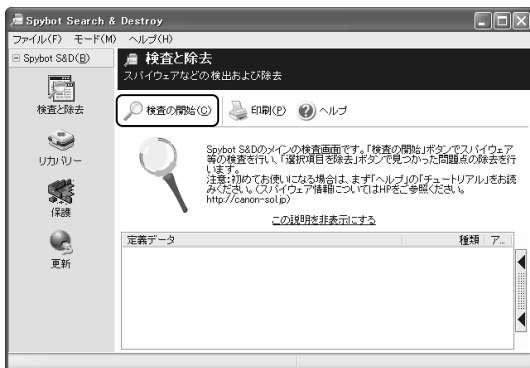 Spybot Search & Destroy
ファイル(F) モード(M) ヘルプ(H)
Spybot S&D(B)
検査と除去
リカバリー
保護
更新
検査と除去
スパイウェアなどの検出および除去
検査の開始(C) 印刷(P) ヘルプ
Spybot S&Dのメインの検査画面です。「検査の開始」ボタンでスパイウェア
等の検査を行い、「選択項目を除去」ボタンで見つかった問題点の除去を行
います。
注意:初めてお使いになる場合は、まず「ヘルプ」の「チュートリアル」をお読
みください。(スパイウェア情報についてはHPをご参照ください。
http://canon-sol.jp)
この説明を非表示にする
定義データ 種類 ア...